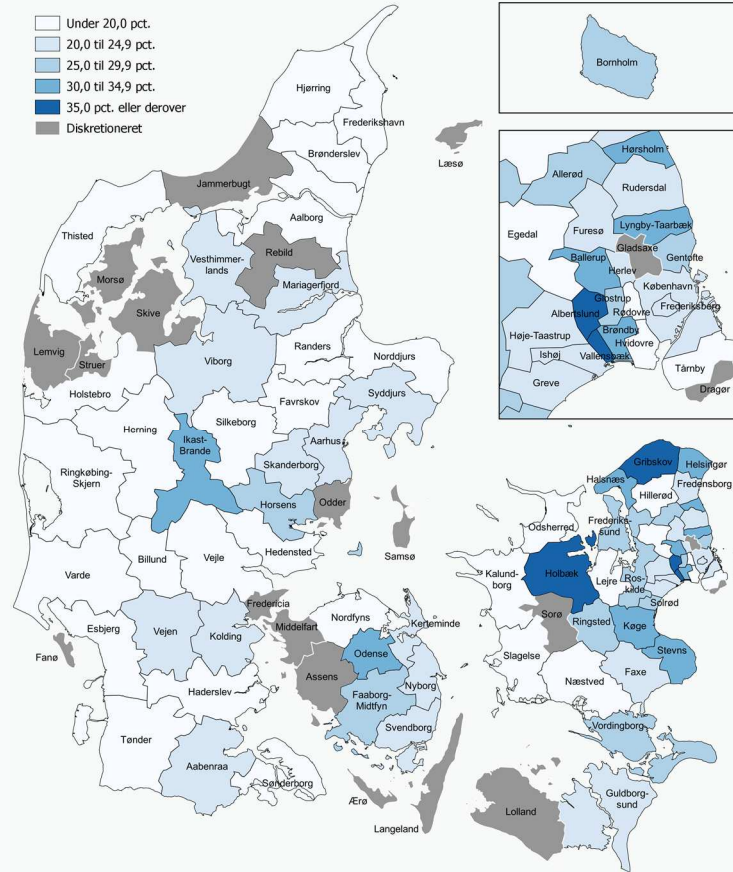 Under 20,0 pct.
20,0 til 24,9 pct.
25,0 til 29,9 pct.
30,0 til 34,9 pct.
35,0 pct. eller derover
Diskretioneret
Hjørring
Frederikshavn
Brønderslev
Læsø
Jammerbugt
Aalborg
Thisted
Vesthimmer-
lands
Rebild
Morsø
Mariagerfjord
Skive
Lemvig
Struer
Viborg
Randers
Norddjurs
Holstebro
Favrskov
Syddjurs
Silkeborg
Herning
Ikast-
Brande
Aarhus
Skanderborg
Ringkøbing-
Skjern
Horsens
Odder
Samsø
Hedensted
Billund
Vejle
Varde
Fredericia
Nordfyns
Middelfart
Kerteminde
Esbjerg
Vejen
Kolding
Fanø
Odense
Assens
Nyborg
Haderslev
Faaborg-
Midtfyn
Svendborg
Tønder
Aabenraa
Sønderborg
Ærø
Langeland
Bornholm
Hørsholm
Allerød
Rudersdal
Egedal
Furesø
Lyngby-Taarbæk
Gladsaxe
Ballerup
Gentofte
Herlev
København
Glostrup
Albertslund
Rødovre
Frederiksberg
Høje-Taastrup
Brøndby
Hvidovre
Ishøj
Vallensbæk
Tårnby
Greve
Dragør
Gribskov
Helsingør
Halsnæs
Fredensborg
Hillerød
Odsherred
Frederiks-
sund
Kalund-
borg
Holbæk
Lejre
Ros-
kilde
Solrød
Sorø
Ringsted
Køge
Stevns
Slagelse
Næstved
Faxe
Vordingborg
Guldborg-
sund
Lolland